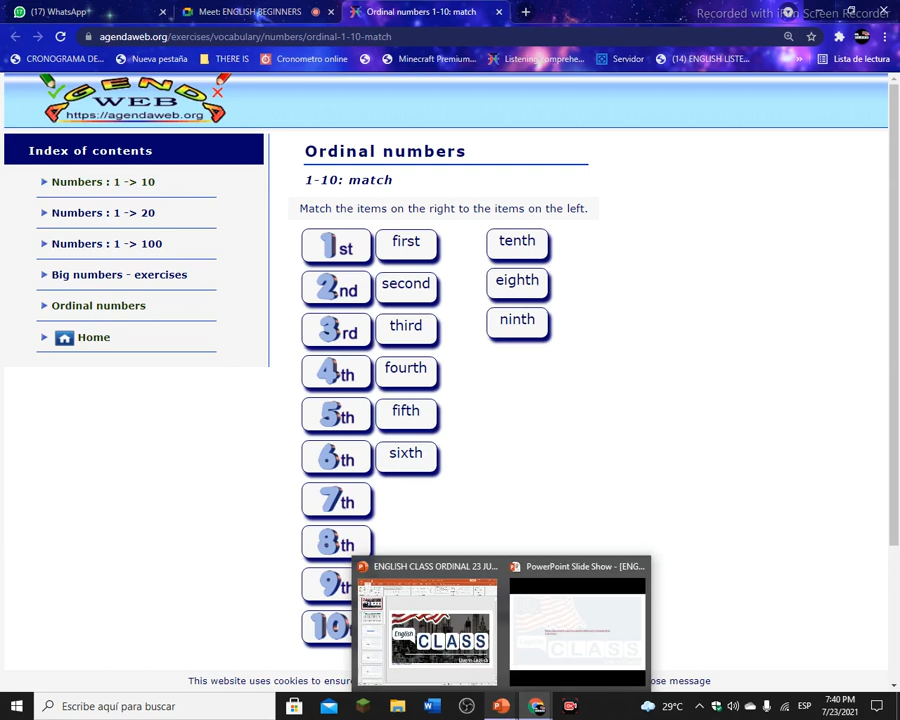 (17) WhatsApp
Meet: ENGLISH BEGINNERS
Ordinal numbers 1-10: match
Recorded with iFun Screen Recorder
agendaweb.org/exercises/vocabulary/numbers/ordinal-1-10-match
CRONOGRAMA DE...
Nueva pestaña
THERE IS
Cronometro online
Minecraft Premium...
Listening comprehe...
Servidor
(14) ENGLISH LISTE...
»
Lista de lectura
AGENDA
WEB
https://agendaweb.org
Index of contents
Numbers : 1 -> 10
Numbers : 1 -> 20
Numbers : 1 -> 100
Big numbers - exercises
Ordinal numbers
Home
Ordinal numbers
1-10: match
Match the items on the right to the items on the left.
1st first tenth
2nd second eighth
3rd third ninth
4th fourth
5th fifth
6th sixth
7th
8th
9th
10
ENGLISH CLASS ORDINAL 23 JU...
PowerPoint Slide Show - [ENG...
English
CLASS
CLASS
This website uses cookies to ensure
ose message
Escribe aquí para buscar
29°C
ESP
7:40 PM
7/23/2021